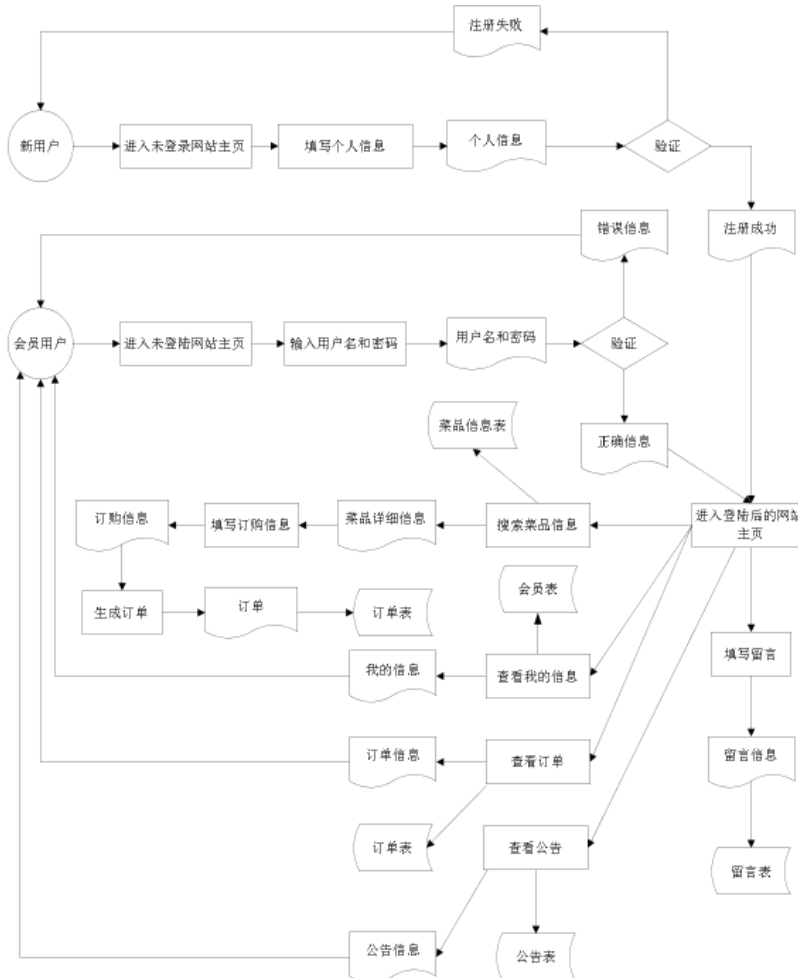 注册失败
新用户
进入未登录网站主页
填写个人信息
个人信息
验证
错误信息
注册成功
会员用户
进入未登陆网站主页
输入用户名和密码
用户名和密码
验证
菜品信息表
正确信息
订购信息
填写订购信息
菜品详细信息
搜索菜品信息
进入登陆后的网站
主页
生成订单
订单
订单表
会员表
我的信息
查看我的信息
填写留言
订单信息
查看订单
留言信息
订单表
查看公告
留言表
公告信息
公告表